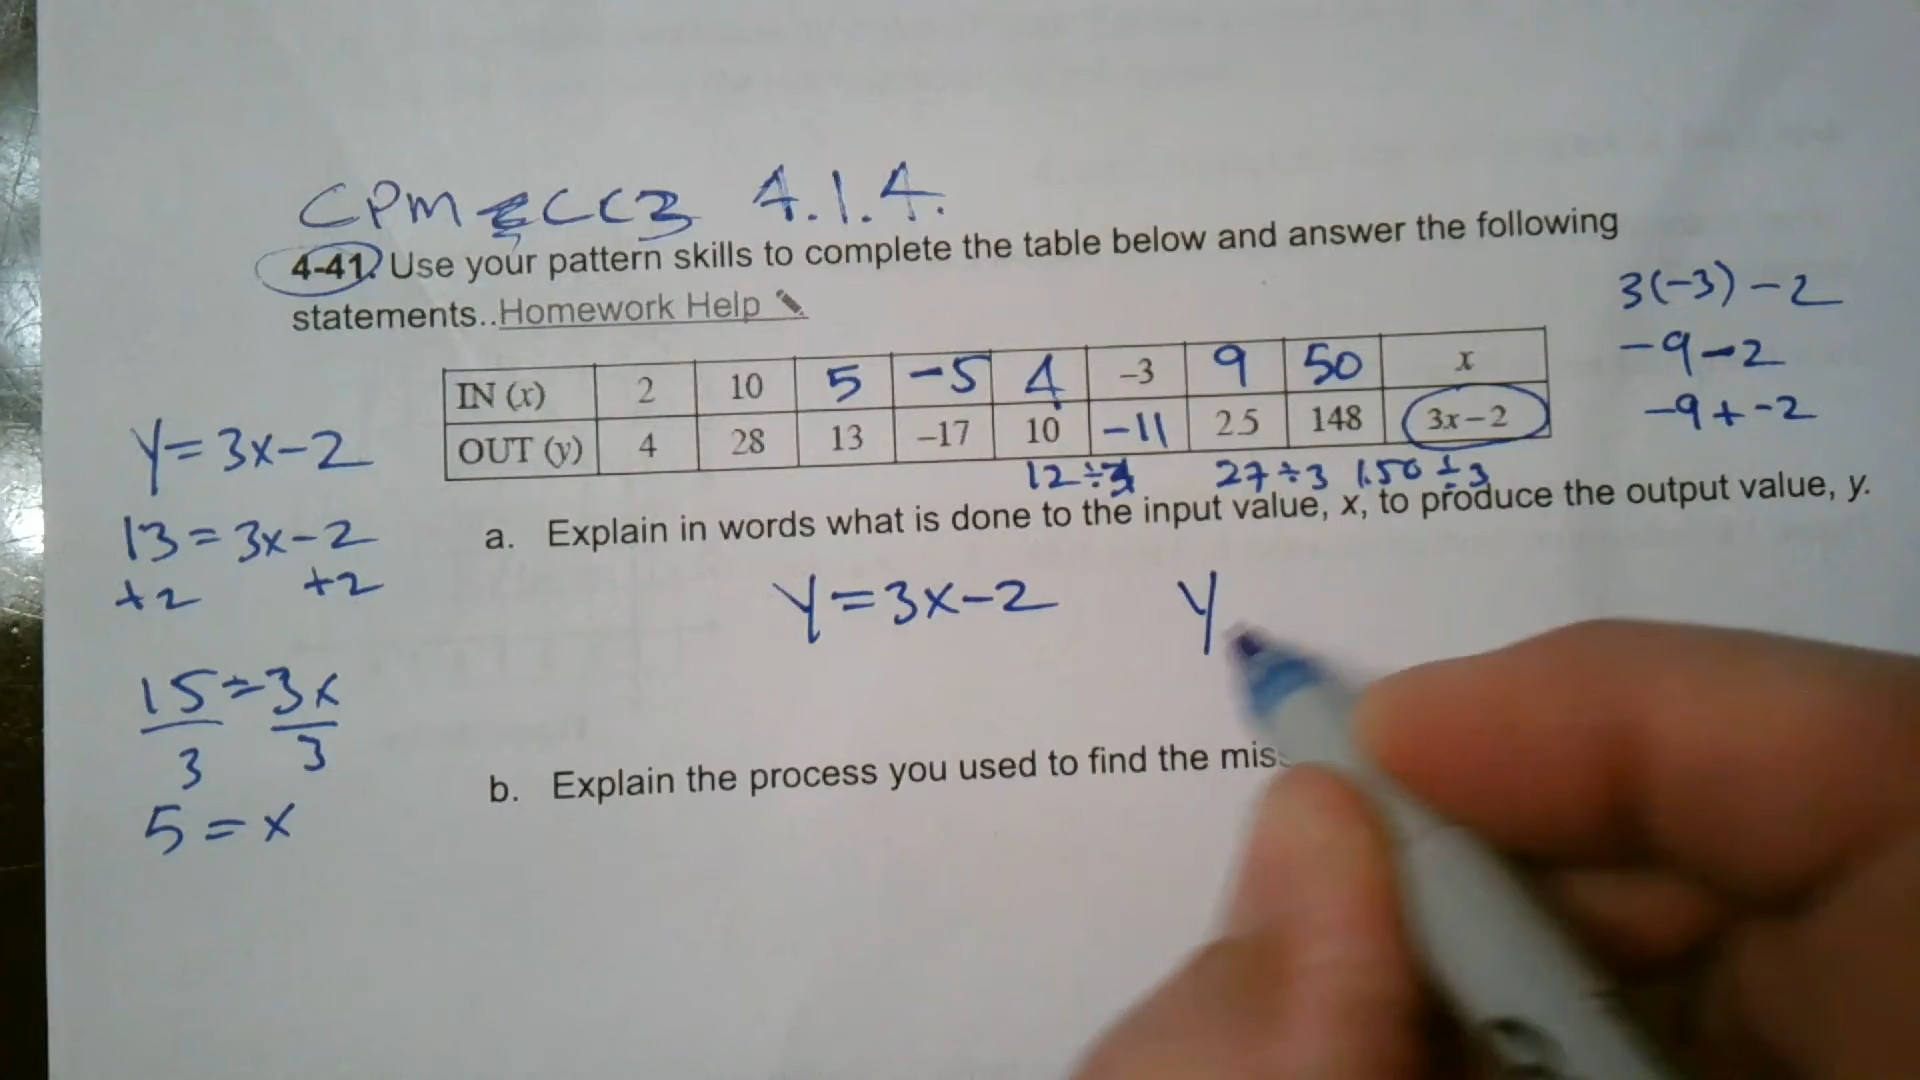 CPM CC3 4.1.4.
4-41. Use your pattern skills to complete the table below and answer the following
statements..Homework Help
IN (x) 2 10 5 -5 4 -3 9 50 x
OUT (y) 4 28 13 -17 10 -11 25 148 3x-2
12÷3 27÷3 150÷3
3(-3)-2
-9-2
-9+-2
y=3x-2
13=3x-2
+2 +2
15=3x
3 3
5=x
a. Explain in words what is done to the input value, x, to produce the output value, y.
y=3x-2 y
b. Explain the process you used to find the